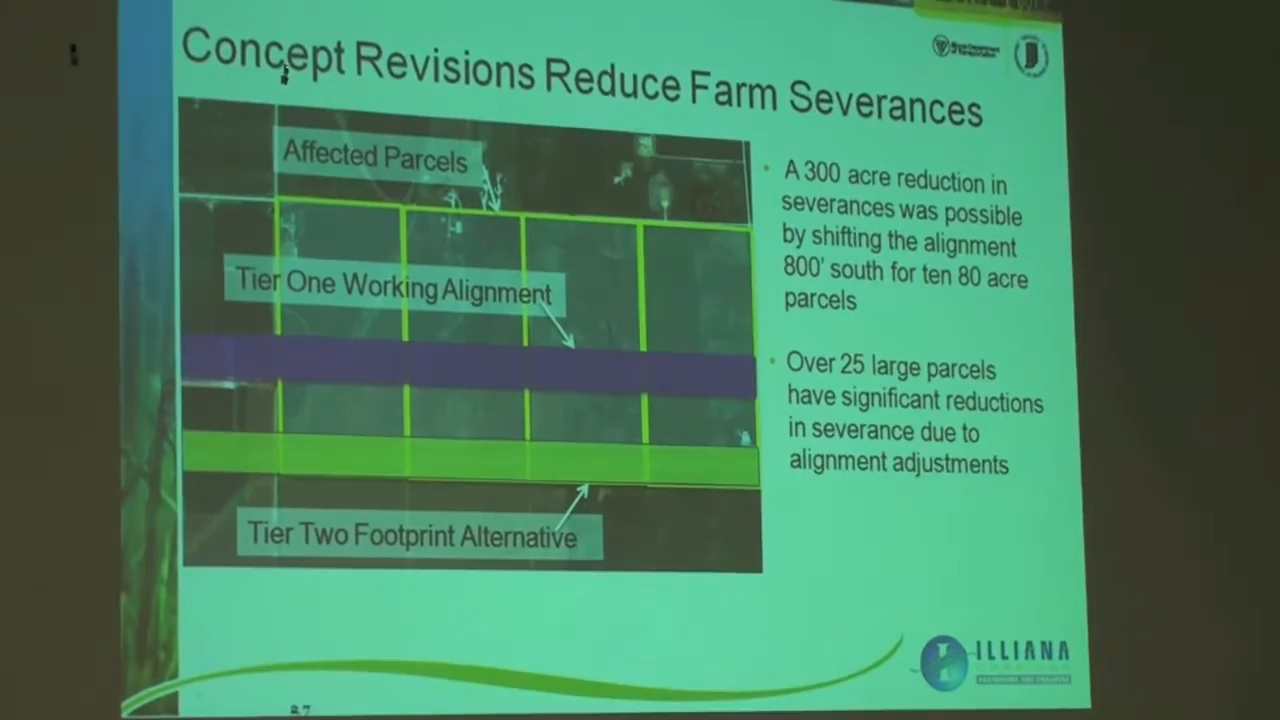 Concept Revisions Reduce Farm Severances
Affected Parcels
Tier One Working Alignment
Tier Two Footprint Alternative
• A 300 acre reduction in
severances was possible
by shifting the alignment
800' south for ten 80 acre
parcels
• Over 25 large parcels
have significant reductions
in severance due to
alignment adjustments
ILLIANA
27